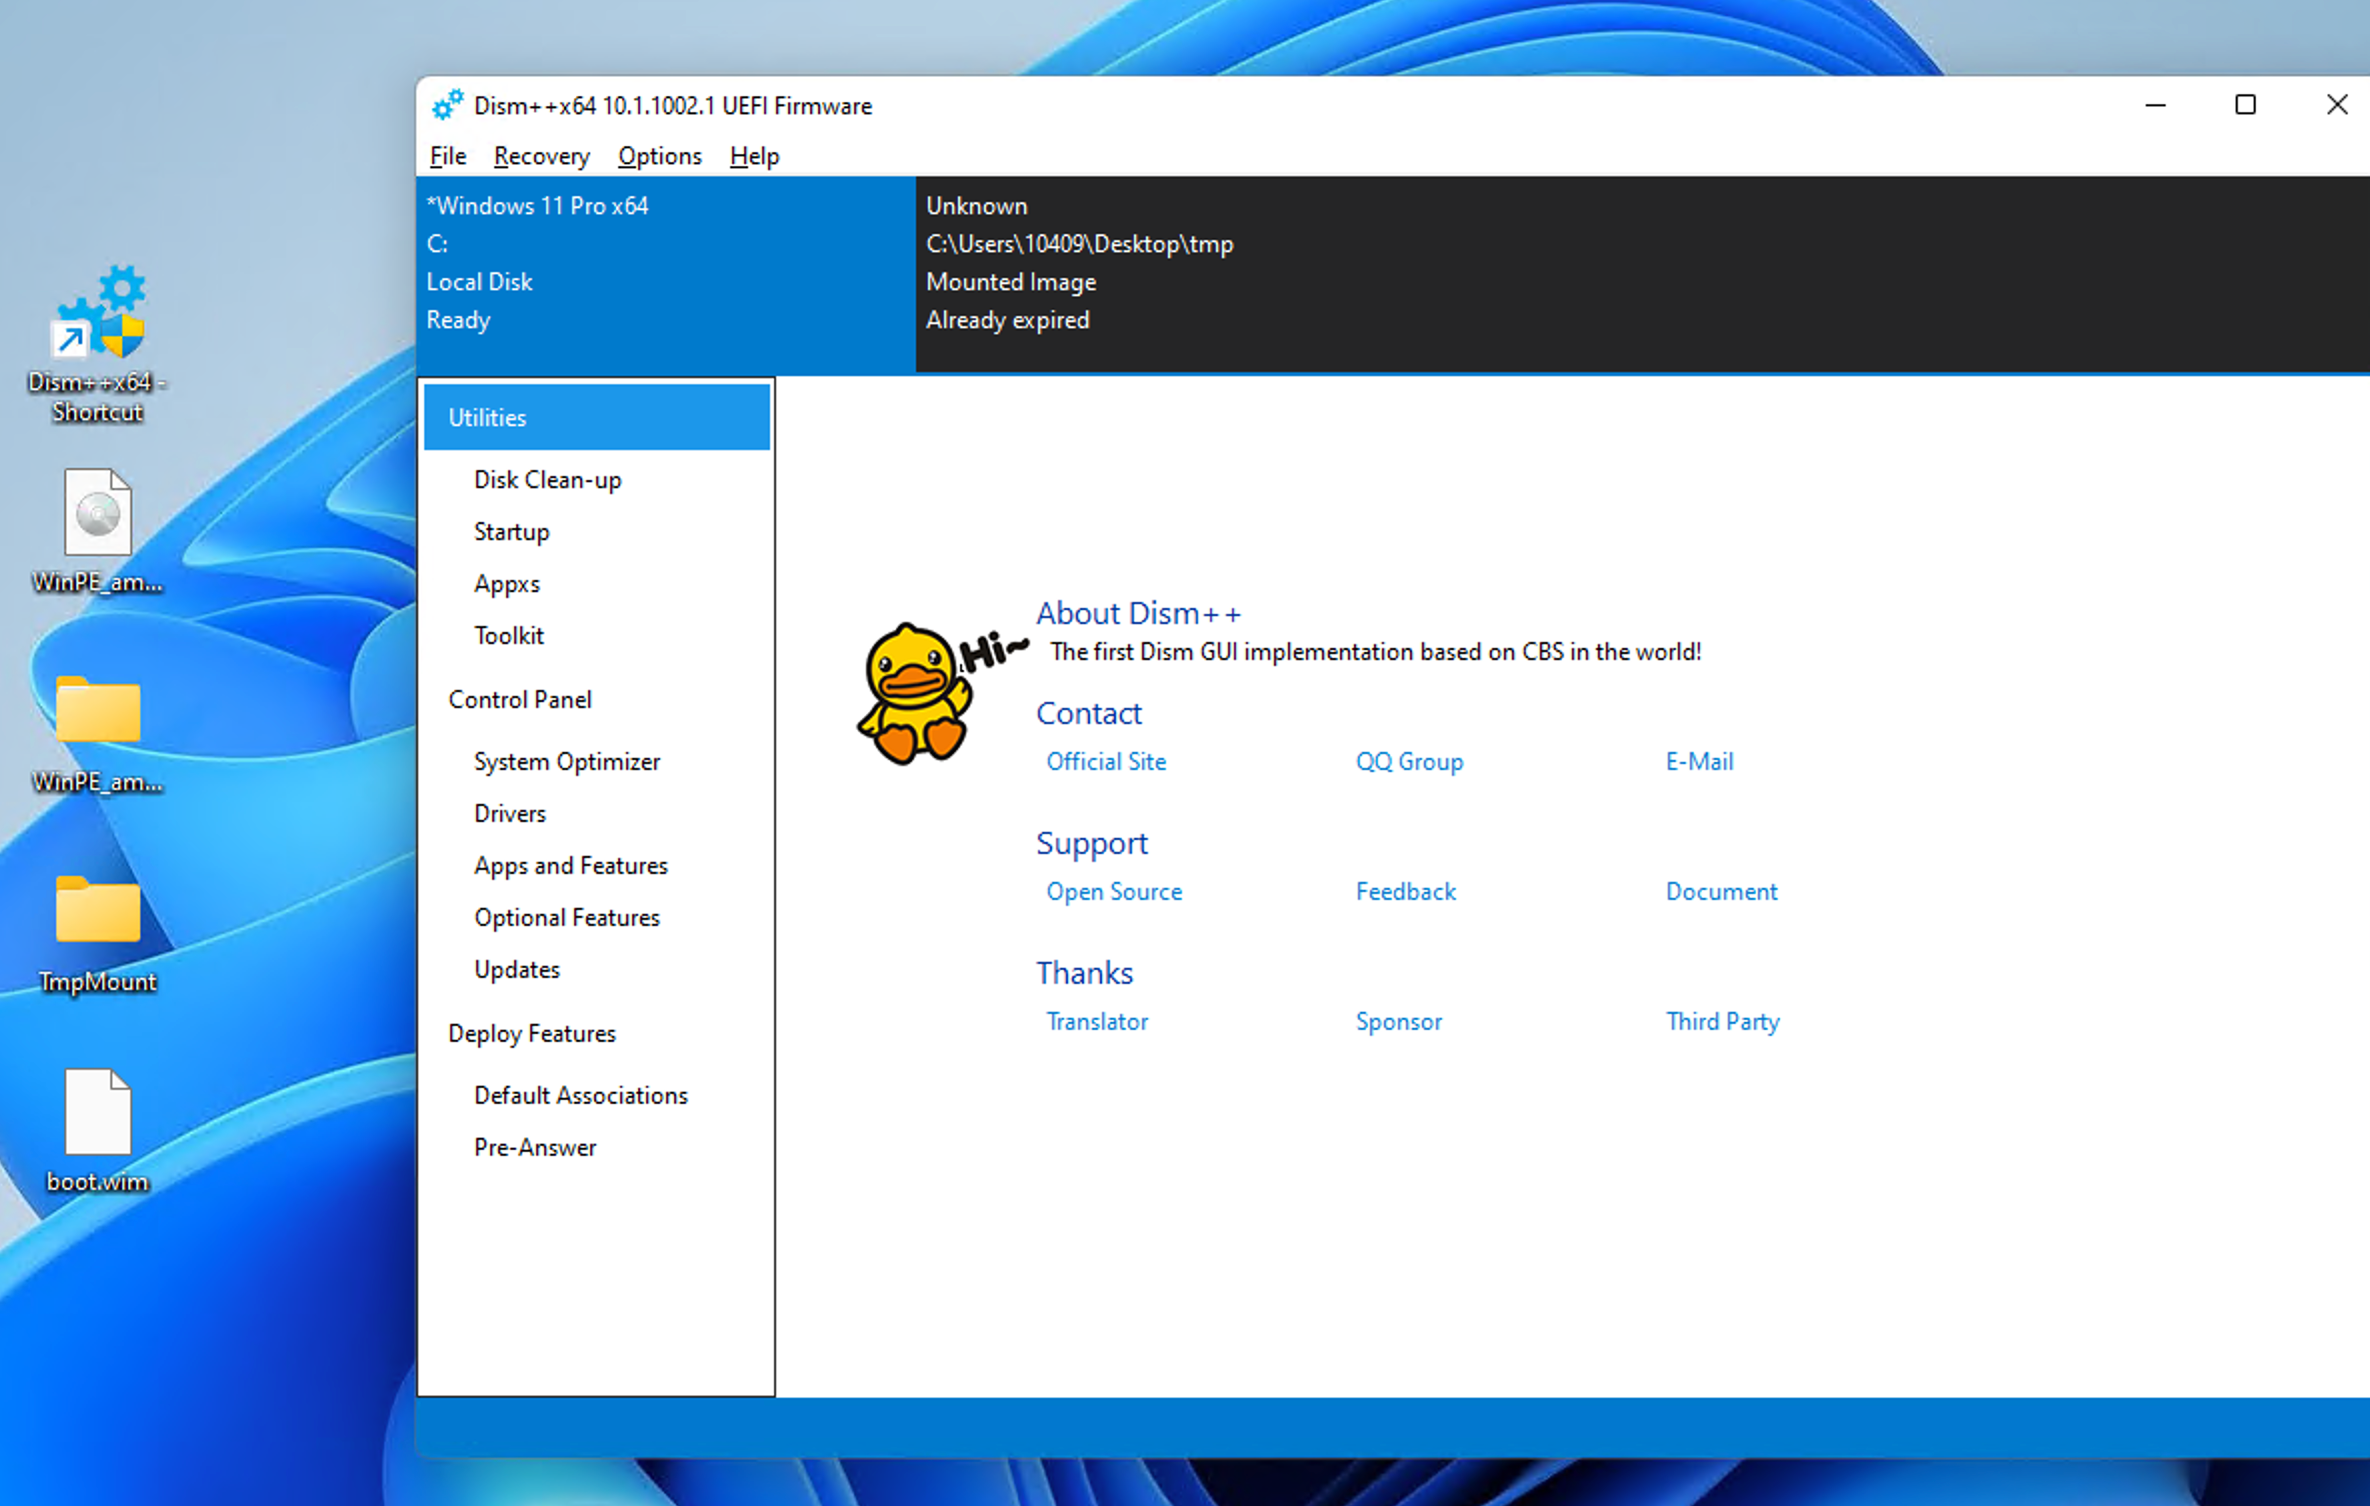 Dism++x64 10.1.1002.1 UEFI Firmware
File Recovery Options Help
*Windows 11 Pro x64
C:
Local Disk
Ready
Unknown
C:\Users\10409\Desktop\tmp
Mounted Image
Already expired
Dism++x64 -
Shortcut
WinPE_am...
WinPE_am...
TmpMount
boot.wim
Utilities
Disk Clean-up
Startup
Appxs
Toolkit
Control Panel
System Optimizer
Drivers
Apps and Features
Optional Features
Updates
Deploy Features
Default Associations
Pre-Answer
Hi~
About Dism++
The first Dism GUI implementation based on CBS in the world!
Contact
Official Site QQ Group E-Mail
Support
Open Source Feedback Document
Thanks
Translator Sponsor Third Party